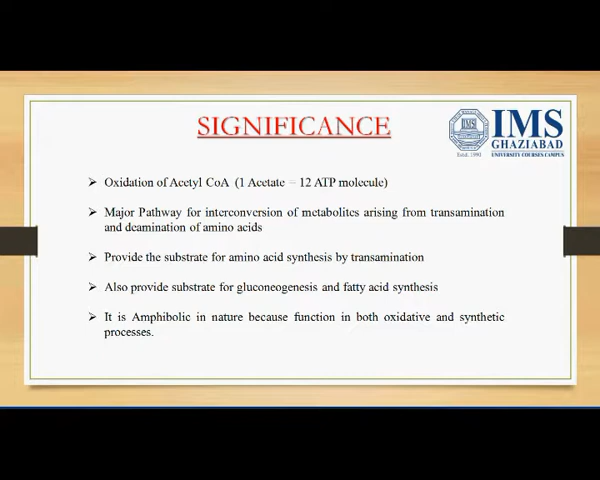 SIGNIFICANCE
IMS
GHAZIABAD
UNIVERSITY COURSES CAMPUS
IMS
Estd. 1990
➢ Oxidation of Acetyl CoA (1 Acetate = 12 ATP molecule)
➢ Major Pathway for interconversion of metabolites arising from transamination
and deamination of amino acids
➢ Provide the substrate for amino acid synthesis by transamination
➢ Also provide substrate for gluconeogenesis and fatty acid synthesis
➢ It is Amphibolic in nature because function in both oxidative and synthetic
processes.